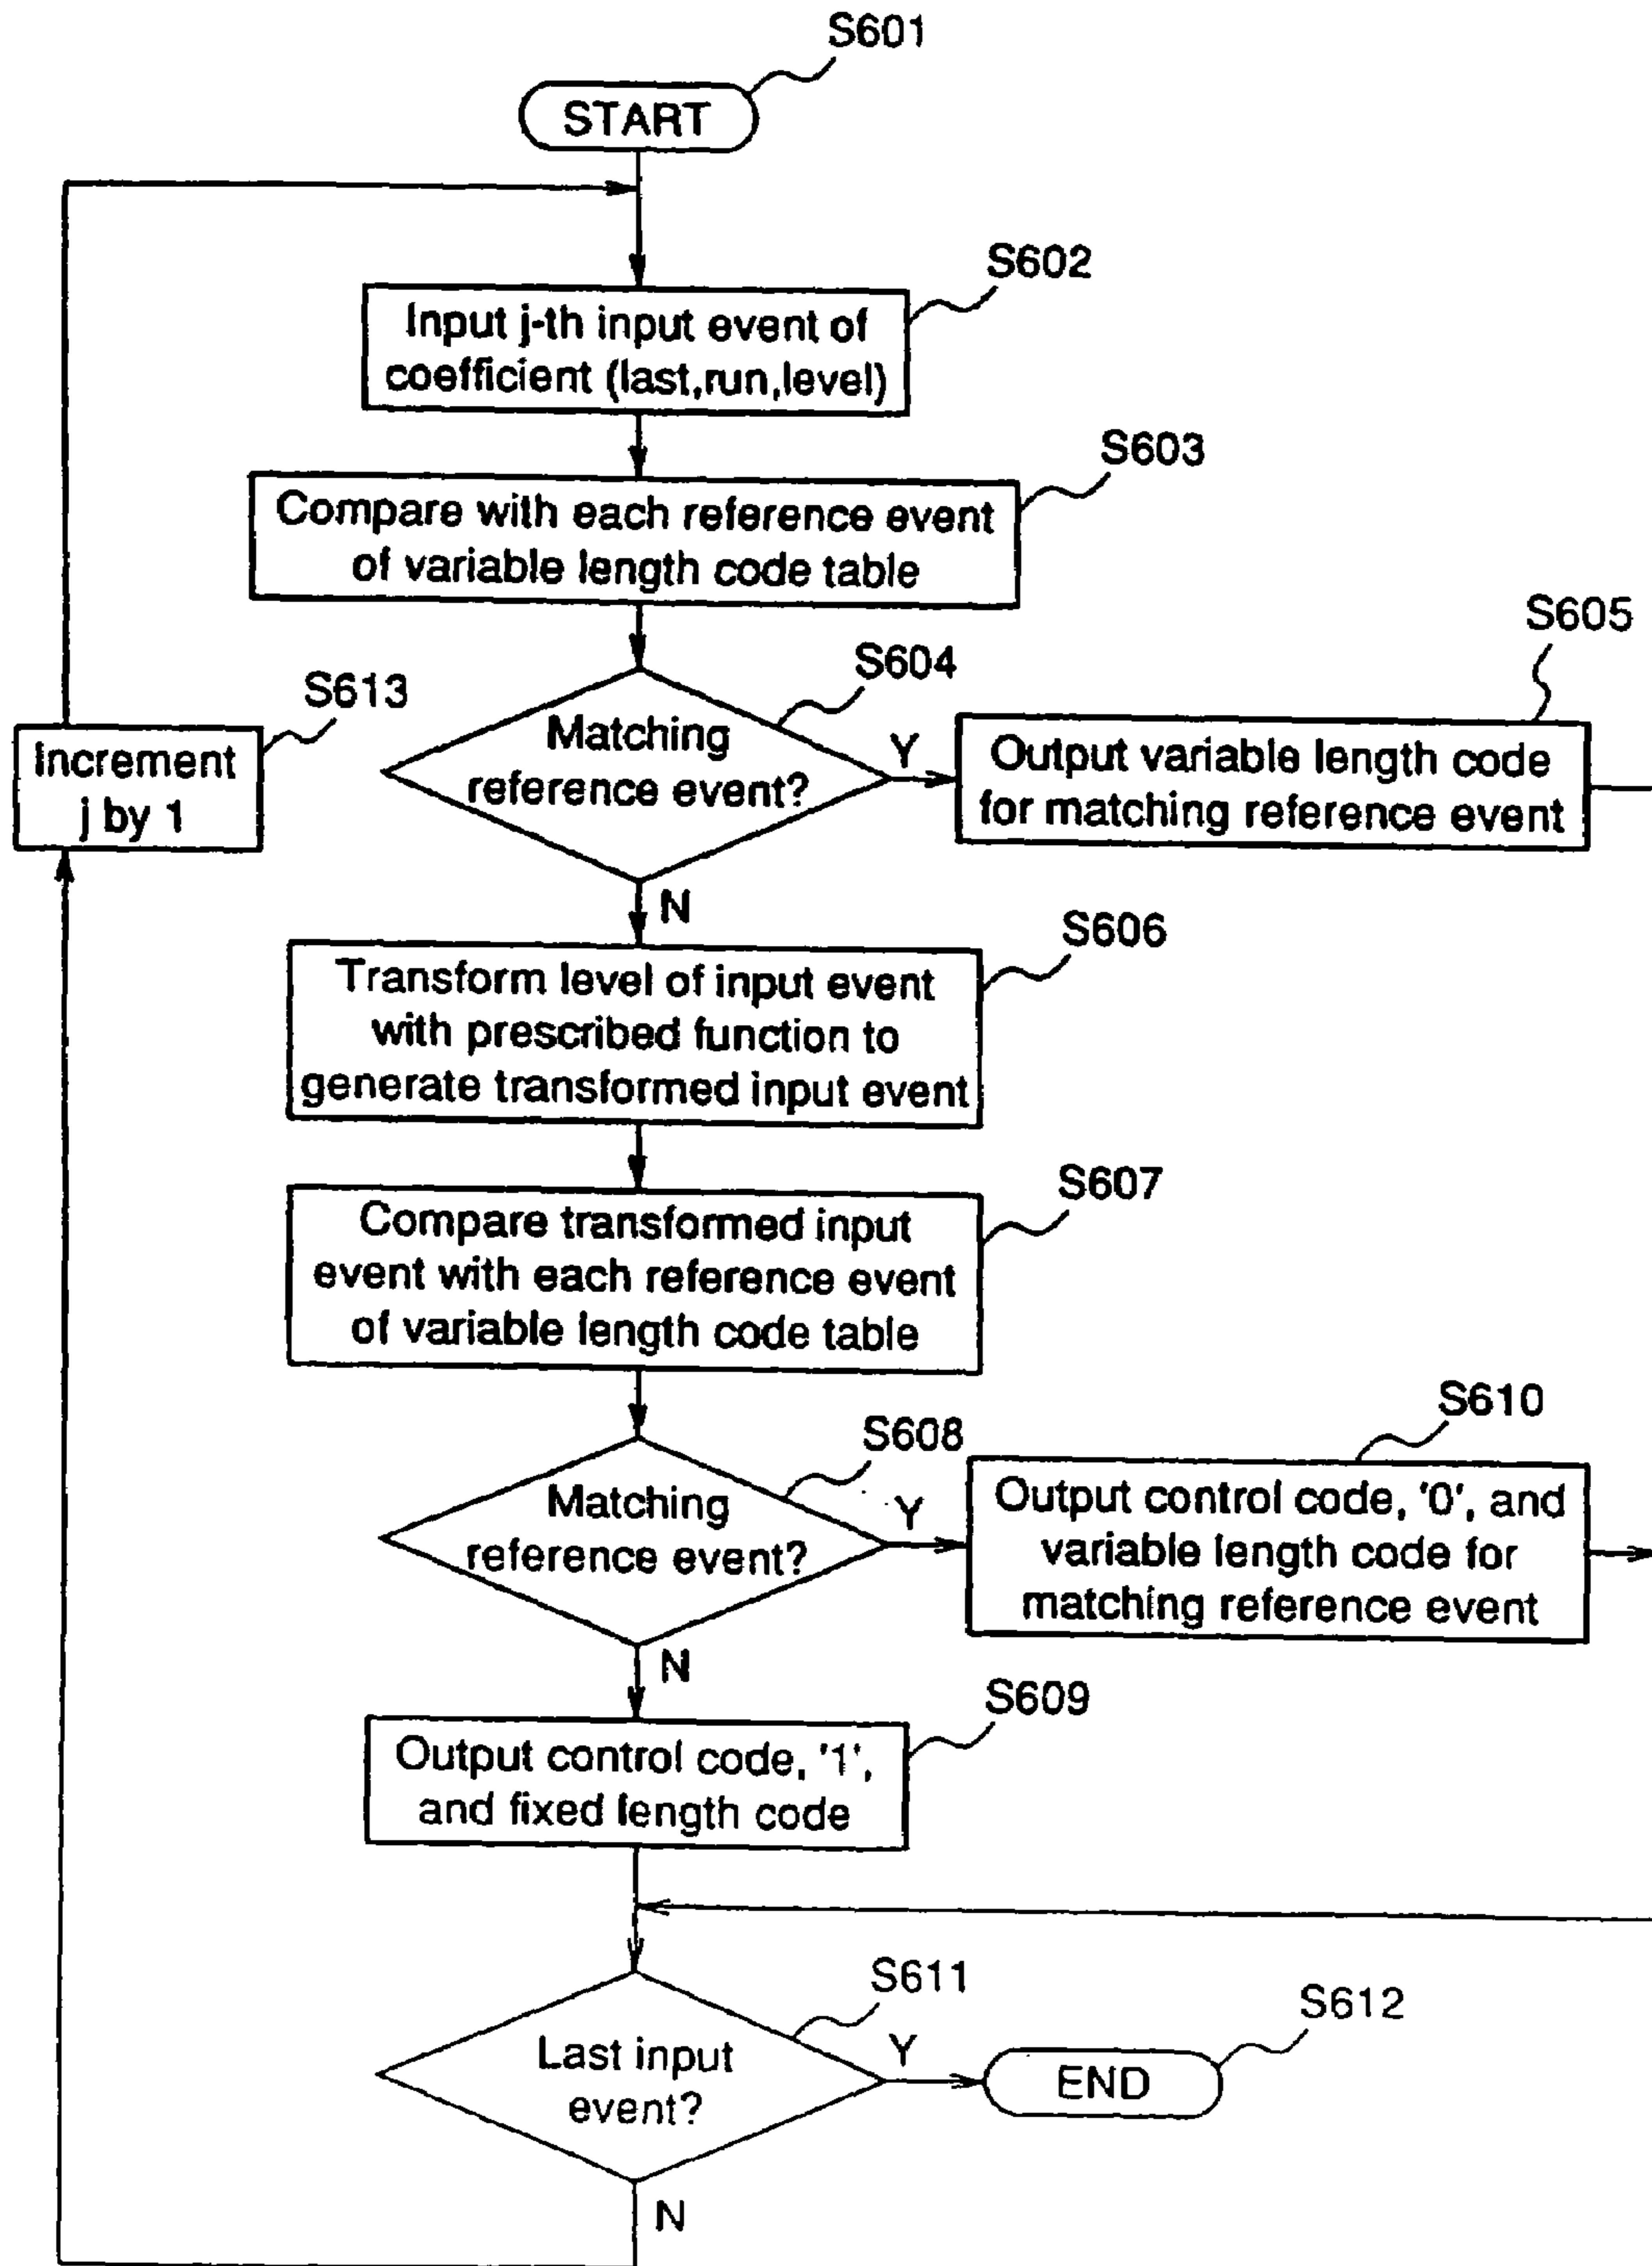 S601
START
S602
Input j-th input event of
coefficient (last,run,level)
S603
Compare with each reference event
of variable length code table
S604
Matching
reference event?
Y
S605
Output variable length code
for matching reference event
S613
Increment
j by 1
N
S606
Transform level of input event
with prescribed function to
generate transformed input event
S607
Compare transformed input
event with each reference event
of variable length code table
S608
Matching
reference event?
Y
S610
Output control code, '0', and
variable length code for
matching reference event
N
S609
Output control code, '1',
and fixed length code
S611
Last input
event?
Y
S612
END
N